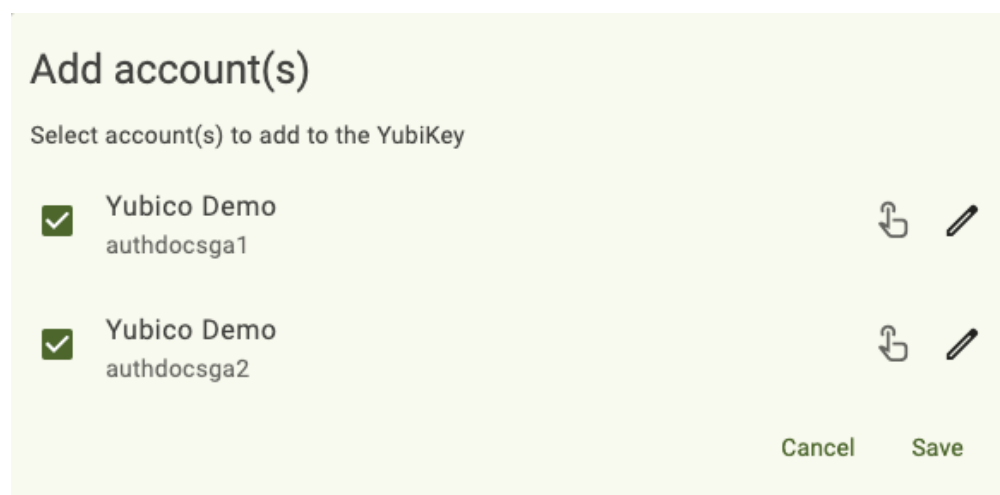 Add account(s)
Select account(s) to add to the YubiKey
Yubico Demo
authdocsga1
Yubico Demo
authdocsga2
Cancel Save